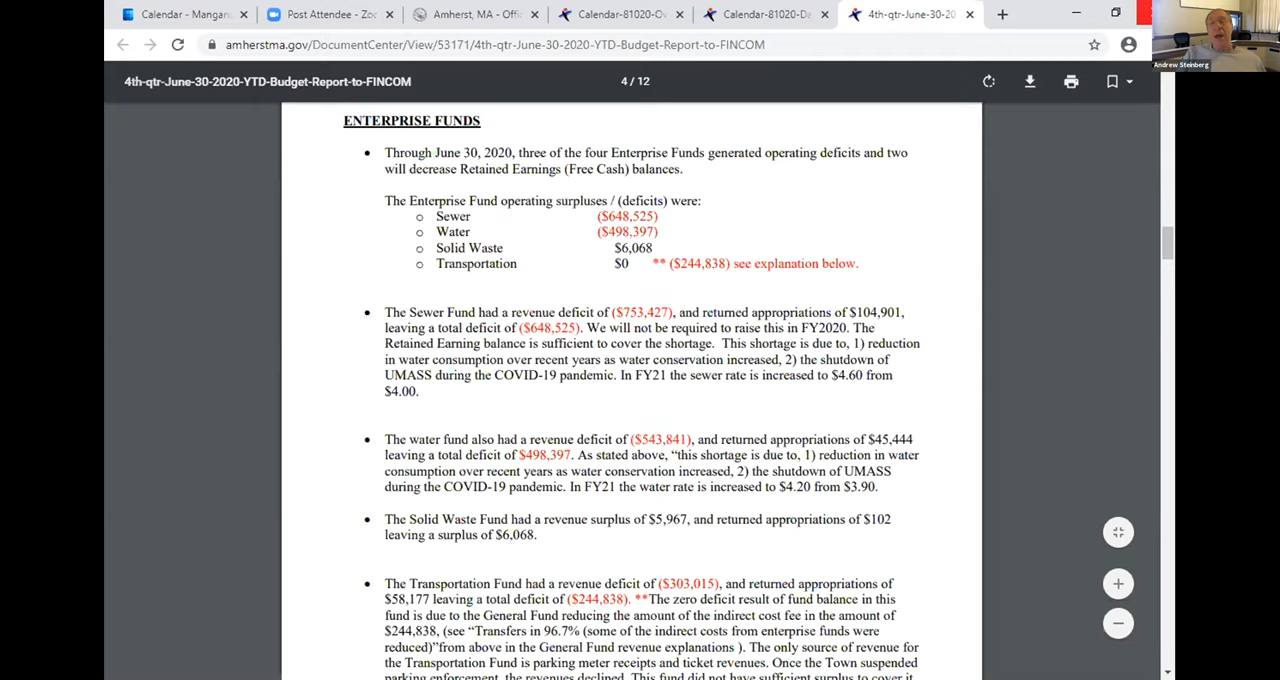 Calendar - Mangan
Post Attendee - Zo
Amherst, MA - Offi
Calendar-81020-Ov
Calendar-81020-D
4th-qtr-June-30-20
amherstma.gov/DocumentCenter/View/53171/4th-qtr-June-30-2020-YTD-Budget-Report-to-FINCOM
Andrew Steinberg
4th-qtr-June-30-2020-YTD-Budget-Report-to-FINCOM
4 / 12
ENTERPRISE FUNDS
• Through June 30, 2020, three of the four Enterprise Funds generated operating deficits and two
will decrease Retained Earnings (Free Cash) balances.
The Enterprise Fund operating surpluses / (deficits) were:
o Sewer ($648,525)
o Water ($498,397)
o Solid Waste $6,068
o Transportation $0 ** ($244,838) see explanation below.
• The Sewer Fund had a revenue deficit of ($753,427), and returned appropriations of $104,901,
leaving a total deficit of ($648,525). We will not be required to raise this in FY2020. The
Retained Earning balance is sufficient to cover the shortage. This shortage is due to, 1) reduction
in water consumption over recent years as water conservation increased, 2) the shutdown of
UMASS during the COVID-19 pandemic. In FY21 the sewer rate is increased to $4.60 from
$4.00.
• The water fund also had a revenue deficit of ($543,841), and returned appropriations of $45,444
leaving a total deficit of $498,397. As stated above, “this shortage is due to, 1) reduction in water
consumption over recent years as water conservation increased, 2) the shutdown of UMASS
during the COVID-19 pandemic. In FY21 the water rate is increased to $4.20 from $3.90.
• The Solid Waste Fund had a revenue surplus of $5,967, and returned appropriations of $102
leaving a surplus of $6,068.
• The Transportation Fund had a revenue deficit of ($303,015), and returned appropriations of
$58,177 leaving a total deficit of ($244,838). **The zero deficit result of fund balance in this
fund is due to the General Fund reducing the amount of the indirect cost fee in the amount of
$244,838, (see “Transfers in 96.7% (some of the indirect costs from enterprise funds were
reduced)”from above in the General Fund revenue explanations ). The only source of revenue for
the Transportation Fund is parking meter receipts and ticket revenues. Once the Town suspended
parking enforcement, the revenues declined. This fund did not have sufficient surplus to cover it